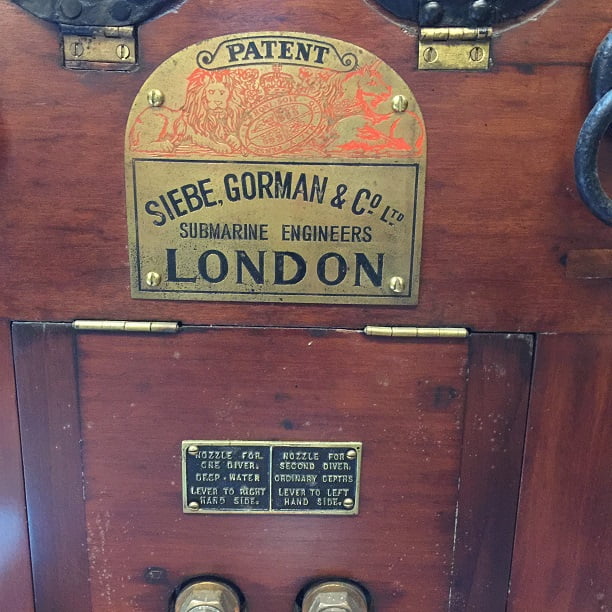 PATENT
SIEBE, GORMAN & Co LTD
SUBMARINE ENGINEERS
LONDON
NOZZLE FOR
ONE DIVER.
DEEP-WATER
LEVER TO RIGHT
HAND SIDE.
NOZZLE FOR
SECOND DIVER.
ORDINARY DEPTHS
LEVER TO LEFT
HAND SIDE.